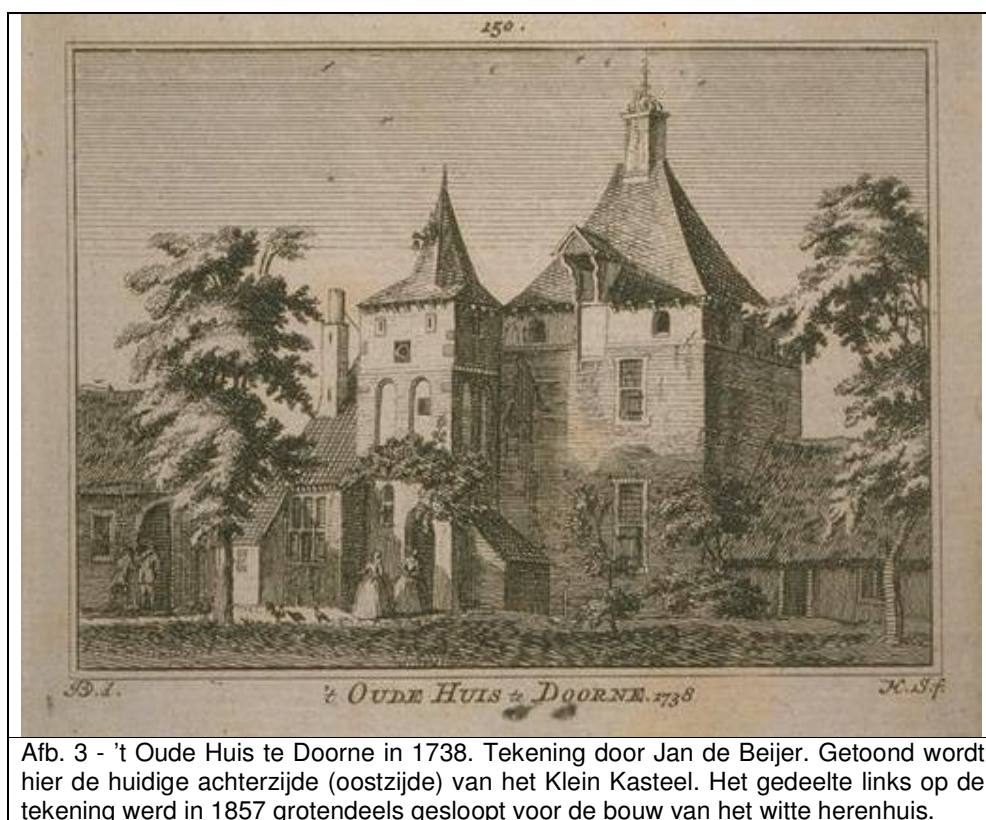 150.
B.d.
't OUDE HUIS te DOORNE. 1738
H.S.f.
Afb. 3 - 't Oude Huis te Doorne in 1738. Tekening door Jan de Beijer. Getoond wordt
hier de huidige achterzijde (oostzijde) van het Klein Kasteel. Het gedeelte links op de
tekening werd in 1857 grotendeels gesloopt voor de bouw van het witte herenhuis.